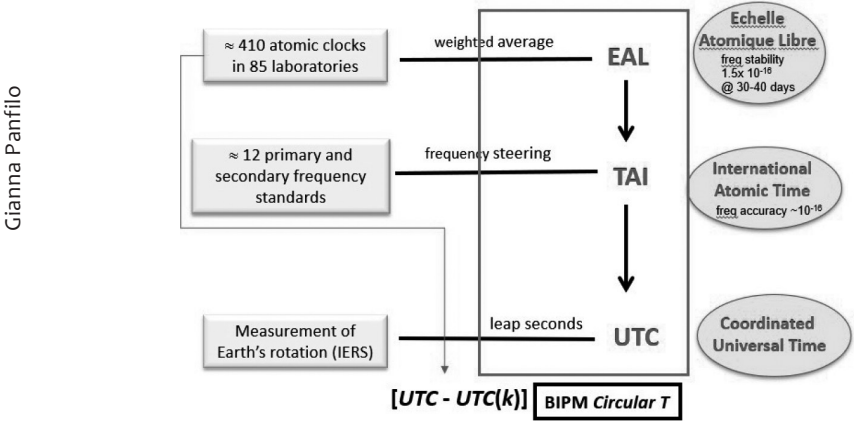 Gianna Panfilo
≈ 410 atomic clocks
in 85 laboratories
weighted average
EAL
Echelle
Atomique Libre
freq stability
1.5x 10⁻¹⁶
@ 30-40 days
≈ 12 primary and
secondary frequency
standards
frequency steering
TAI
International
Atomic Time
freq accuracy ~10⁻¹⁶
Measurement of
Earth's rotation (IERS)
leap seconds
UTC
Coordinated
Universal Time
[UTC - UTC(k)]
BIPM Circular T